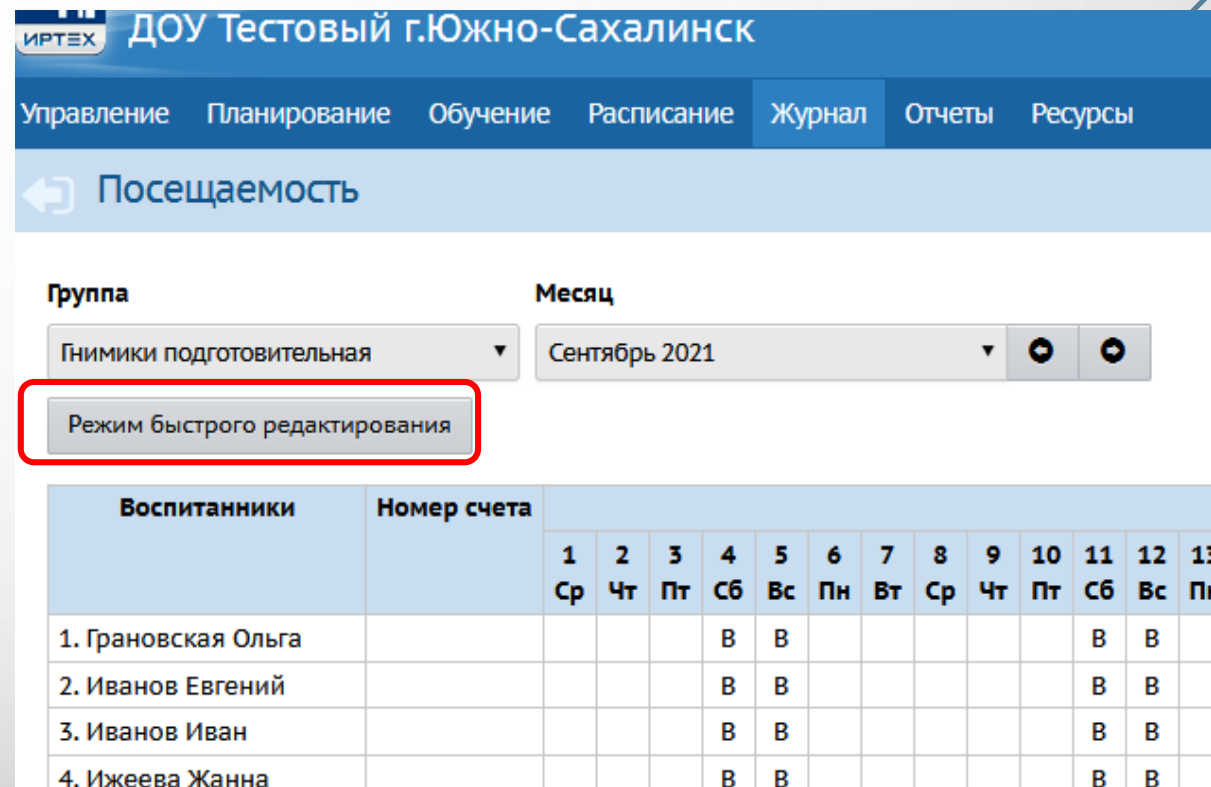 ИРТЕХ ДОУ Тестовый г.Южно-Сахалинск
Управление Планирование Обучение Расписание Журнал Отчеты Ресурсы
Посещаемость
Группа Месяц
Гнимики подготовительная Сентябрь 2021
Режим быстрого редактирования
Воспитанники Номер счета
1 2 3 4 5 6 7 8 9 10 11 12 13
Ср Чт Пт Сб Вс Пн Вт Ср Чт Пт Сб Вс
1. Грановская Ольга В В В В
2. Иванов Евгений В В В В
3. Иванов Иван В В В В
4. Ижеева Жанна В В В В